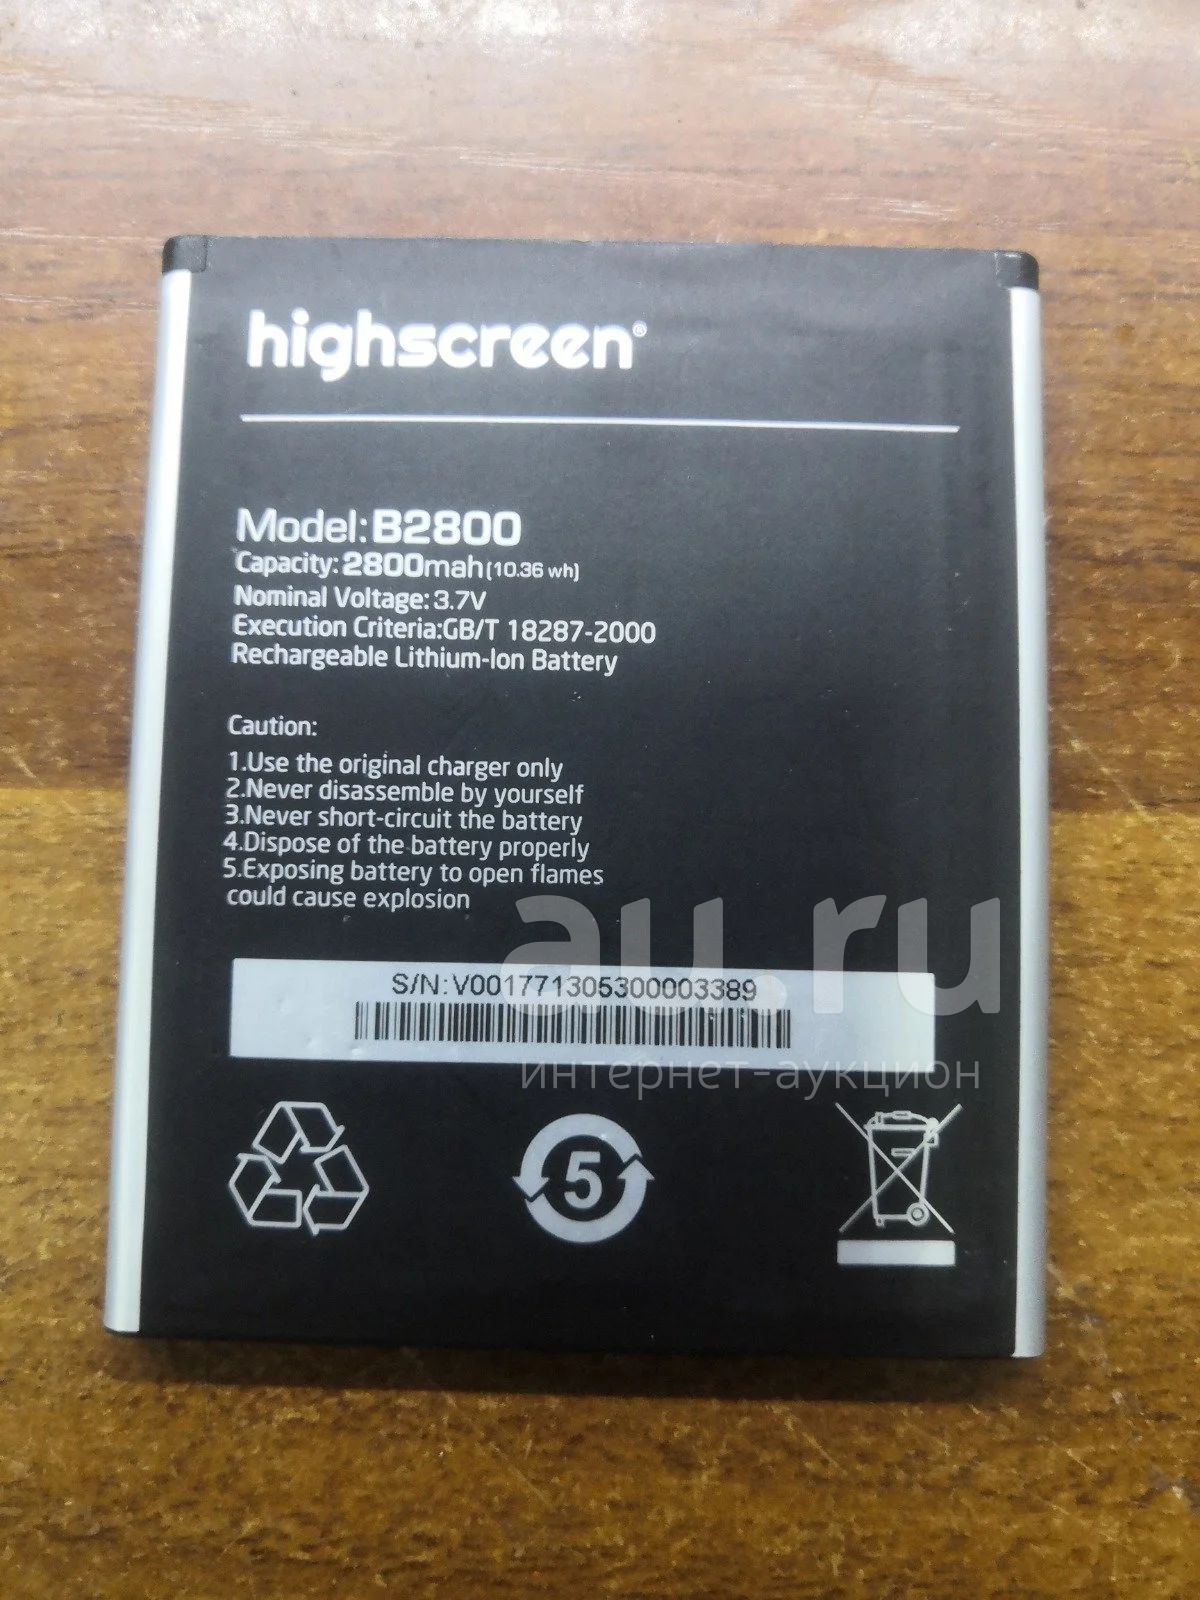 highscreen®
Model:B2800
Capacity: 2800mah(10.36 wh)
Nominal Voltage: 3.7V
Execution Criteria:GB/T 18287-2000
Rechargeable Lithium-Ion Battery
Caution:
1.Use the original charger only
2.Never disassemble by yourself
3.Never short-circuit the battery
4.Dispose of the battery properly
5.Exposing battery to open flames
could cause explosion
au.ru
S/N:V001771305300003389
интернет-аукцион
5